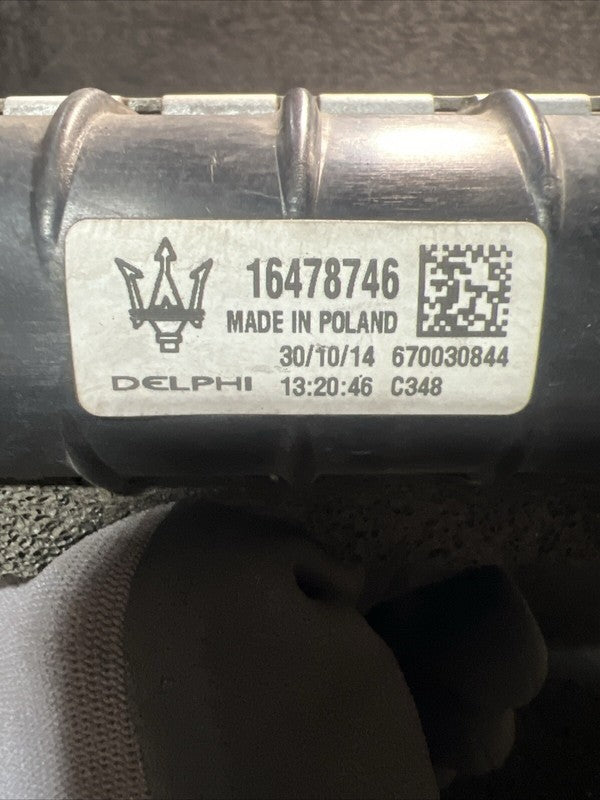 16478746
MADE IN POLAND
30/10/14 670030844
DELPHI 13:20:46 C348